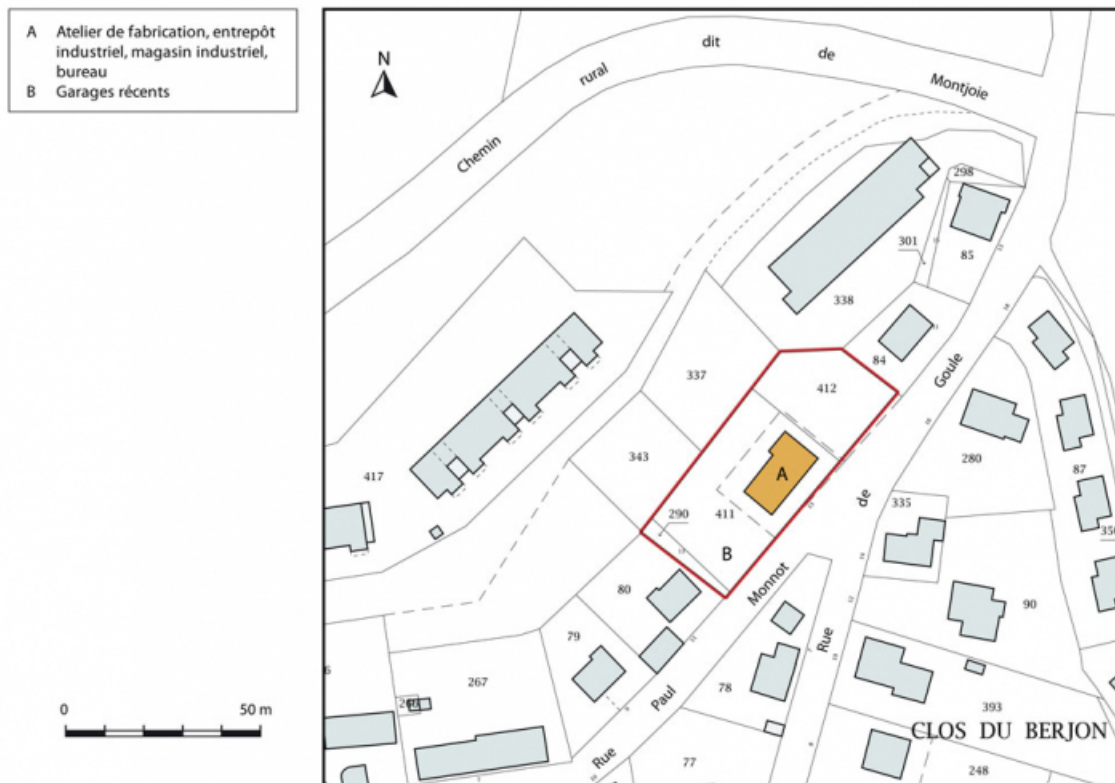 A Atelier de fabrication, entrepôt
industriel, magasin industriel,
bureau
B Garages récents
N
Chemin rural dit de Montjoie
298
301
85
338
84
337
412
Goule
343
A
280
87
417
335
290
411
de
350
B
Monnot
80
90
79
Rue
267
78
Paul
393
0 50 m
CLOS DU BERJON
Rue
77
248